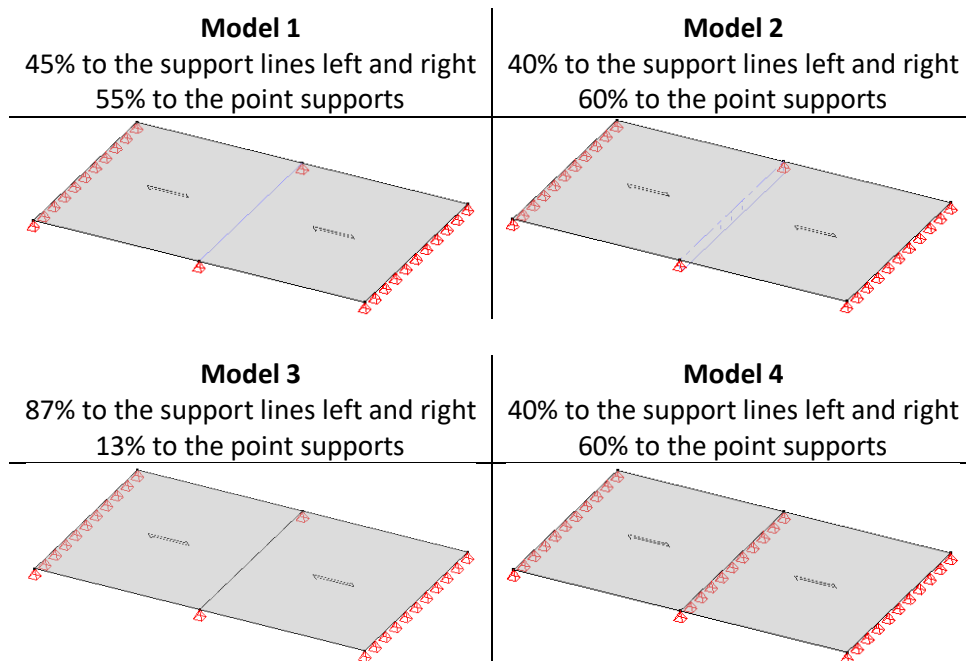 Model 1
45% to the support lines left and right
55% to the point supports
Model 2
40% to the support lines left and right
60% to the point supports
Model 3
87% to the support lines left and right
13% to the point supports
Model 4
40% to the support lines left and right
60% to the point supports